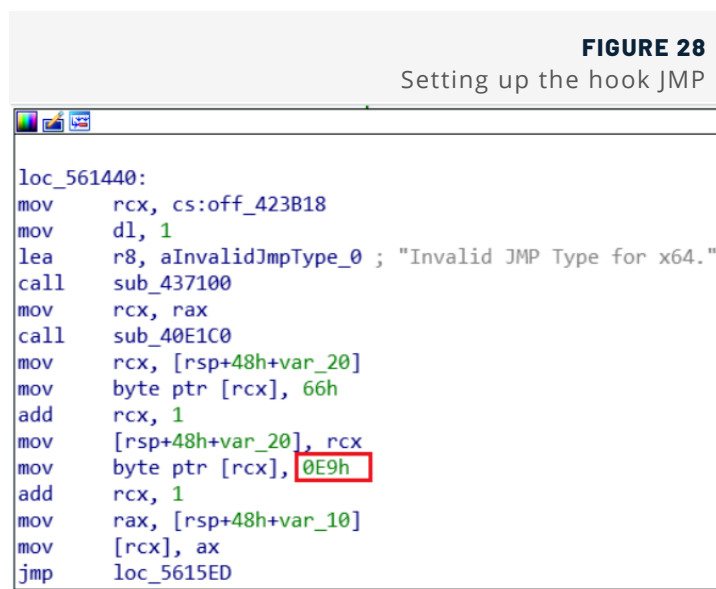 FIGURE 28
Setting up the hook JMP
loc_561440:
mov rcx, cs:off_423B18
mov dl, 1
lea r8, aInvalidJmpType_0 ; "Invalid JMP Type for x64."
call sub_437100
mov rcx, rax
call sub_40E1C0
mov rcx, [rsp+48h+var_20]
mov byte ptr [rcx], 66h
add rcx, 1
mov [rsp+48h+var_20], rcx
mov byte ptr [rcx], 0E9h
add rcx, 1
mov rax, [rsp+48h+var_10]
mov [rcx], ax
jmp loc_5615ED